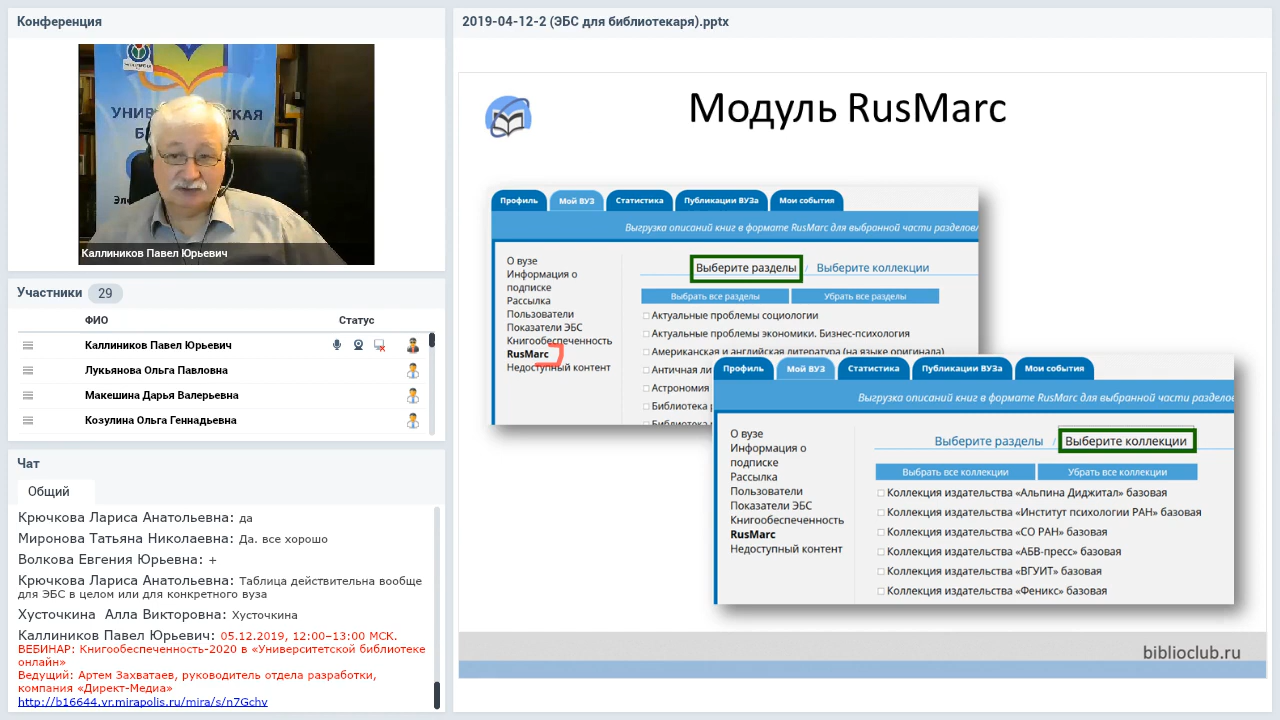 Конференция
УНИВЕРСИТЕТСКАЯ
Каллиников Павел Юрьевич
Участники 29
ФИО Статус
Каллиников Павел Юрьевич
Лукьянова Ольга Павловна
Макешина Дарья Валерьевна
Козулина Ольга Геннадьевна
Чат
Общий
Крючкова Лариса Анатольевна: да
Миронова Татьяна Николаевна: Да. все хорошо
Волкова Евгения Юрьевна: +
Крючкова Лариса Анатольевна: Таблица действительна вообще
для ЭБС в целом или для конкретного вуза
Хусточкина Алла Викторовна: Хусточкина
Каллиников Павел Юрьевич: 05.12.2019, 12:00–13:00 МСК.
ВЕБИНАР: Книгообеспеченность-2020 в «Университетской библиотеке
онлайн»
Ведущий: Артем Захватаев, руководитель отдела разработки,
компания «Директ-Медиа»
http://b16644.vr.mirapolis.ru/mira/s/n7Gchv
2019-04-12-2 (ЭБС для библиотекаря).pptx
Модуль RusMarc
Профиль Мой ВУЗ Статистика Публикации ВУЗа Мои события
Выгрузка описаний книг в формате RusMarc для выбранной части разделов/
О вузе
Информация о
подписке
Рассылка
Пользователи
Показатели ЭБС
Книгообеспеченность
RusMarc
Недоступный контент
Выберите разделы / Выберите коллекции
Выбрать все разделы Убрать все разделы
Актуальные проблемы социологии
Актуальные проблемы экономики. Бизнес-психология
Американская и английская литература (на языке оригинала)
Античная ли
Астрономия
Библиотека
Библиотека
Профиль Мой ВУЗ Статистика Публикации ВУЗа Мои события
Выгрузка описаний книг в формате RusMarc для выбранной части разделов
О вузе
Информация о
подписке
Рассылка
Пользователи
Показатели ЭБС
Книгообеспеченность
RusMarc
Недоступный контент
Выберите разделы / Выберите коллекции
Выбрать все коллекции Убрать все коллекции
Коллекция издательства «Альпина Диджитал» базовая
Коллекция издательства «Институт психологии РАН» базовая
Коллекция издательства «СО РАН» базовая
Коллекция издательства «АБВ-пресс» базовая
Коллекция издательства «ВГУИТ» базовая
Коллекция издательства «Феникс» базовая
biblioclub.ru